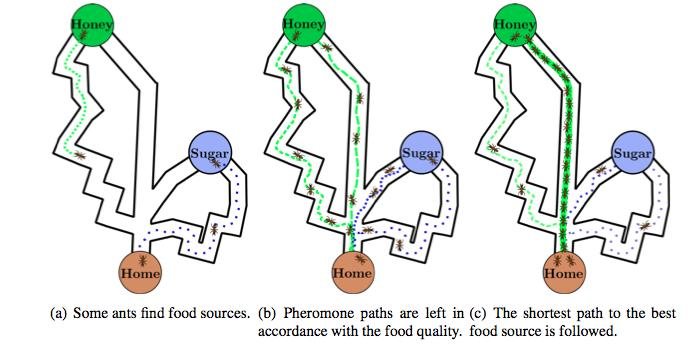 Honey Honey Honey
Sugar Sugar Sugar
Home Home Home
(a) Some ants find food sources. (b) Pheromone paths are left in (c) The shortest path to the best
accordance with the food quality. food source is followed.